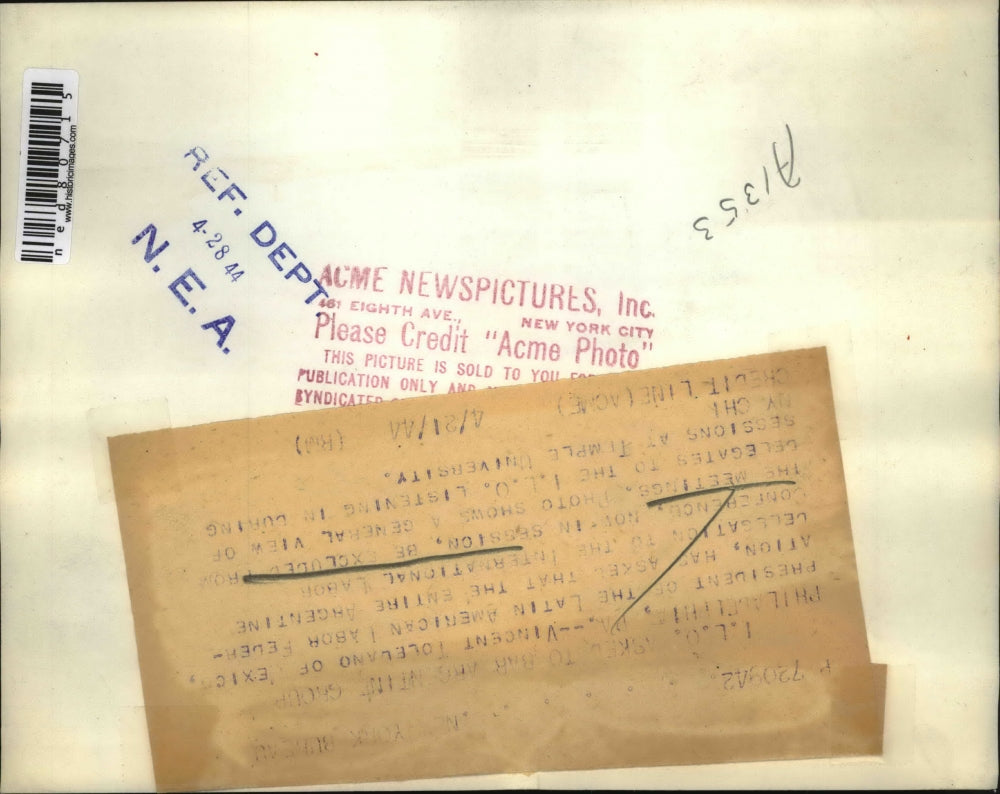 ned80715
www.historicimages.com
REF. DEPT.
4-28 44
N. E. A.
A1353
ACME NEWSPICTURES, Inc.
461 EIGHTH AVE., NEW YORK CITY
Please Credit "Acme Photo"
THIS PICTURE IS SOLD TO YOU FOR
PUBLICATION ONLY AND
SYNDICATED
P 720942 NEW YORK BUREAU
I.L.O. ASKED TO BAR ARGENTINE GROUP
PHILADELPHIA, PA.---VINCENT TOLEDANO OF MEXICO,
PRESIDENT OF THE LATIN AMERICAN LABOR FEDER-
ATION, HAS ASKED THAT THE ENTIRE ARGENTINE
DELEGATION TO THE INTERNATIONAL LABOR
CONFERENCE, NOW IN SESSION, BE EXCLUDED FROM
THE MEETINGS. PHOTO SHOWS A GENERAL VIEW OF
DELEGATES TO THE I.L.O. LISTENING IN DURING
SESSIONS AT TEMPLE UNIVERSITY.
NY CHI
CREDIT LINE (ACME) 4/21/44 (RM)